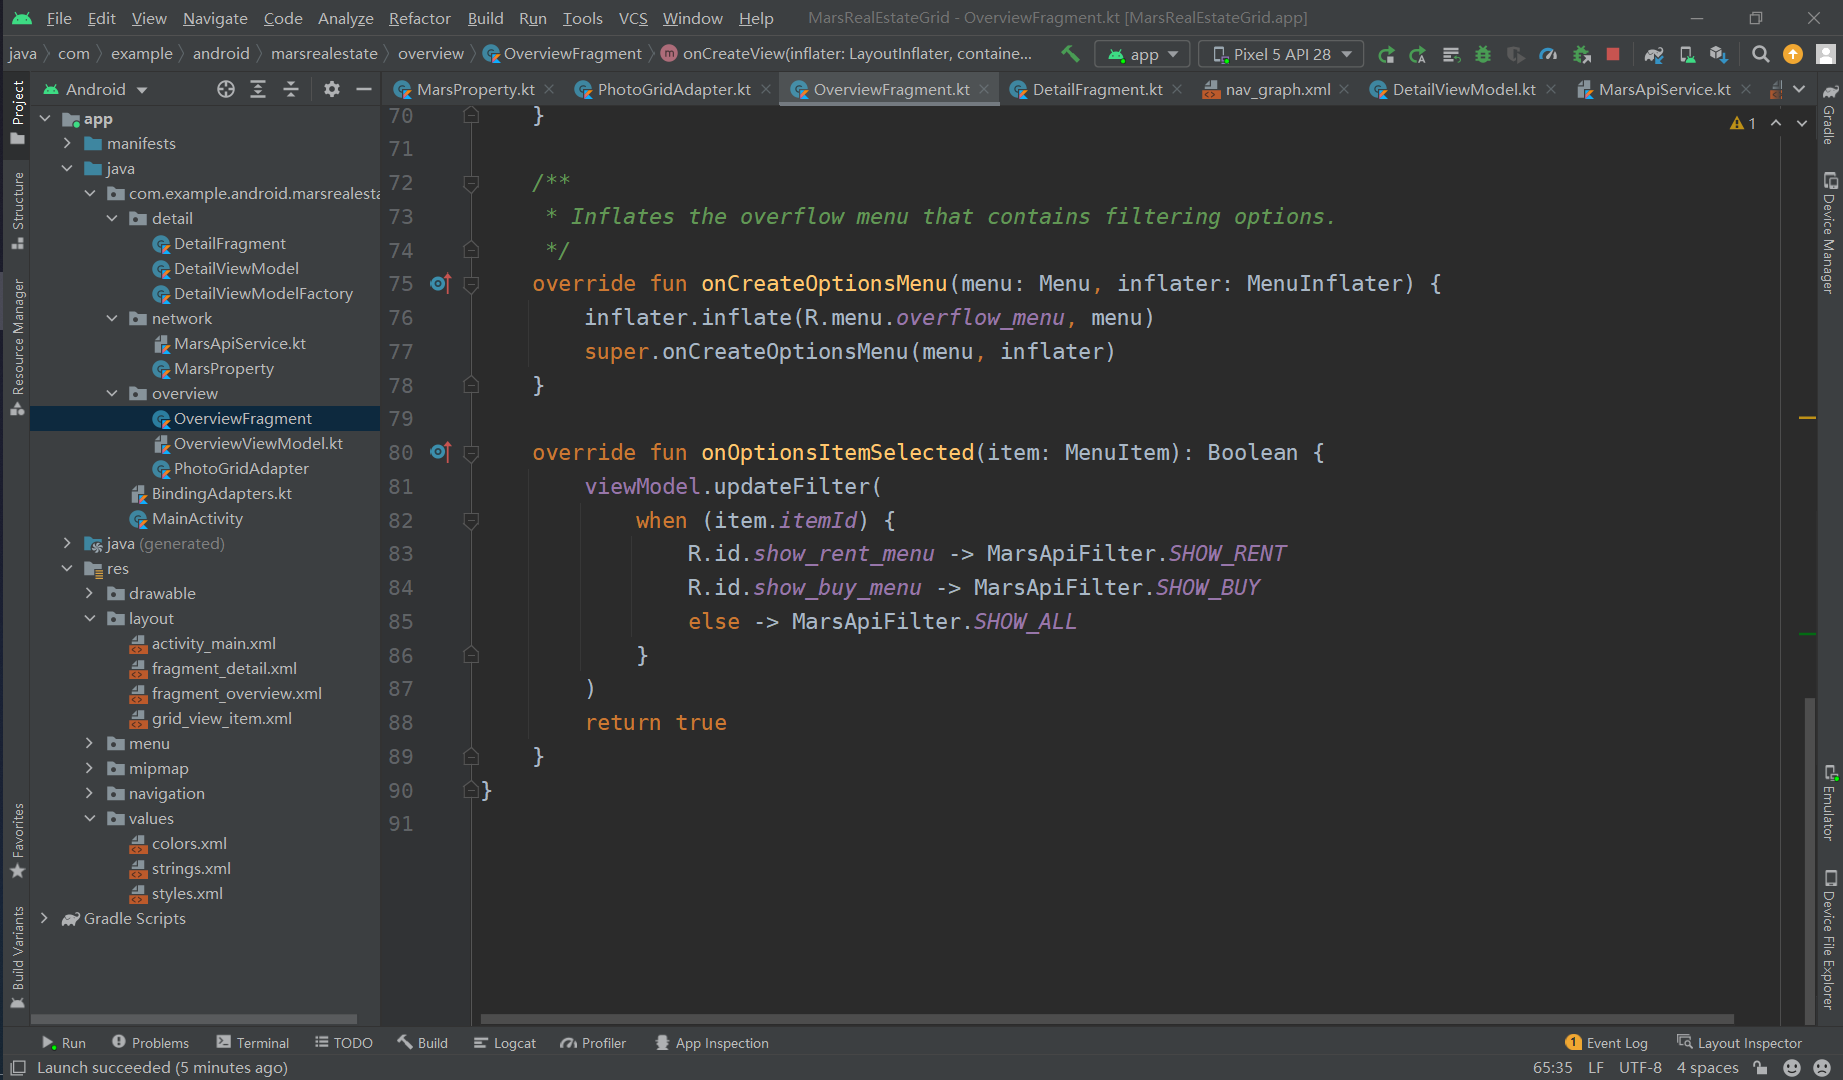 File Edit View Navigate Code Analyze Refactor Build Run Tools VCS Window Help MarsRealEstateGrid - OverviewFragment.kt [MarsRealEstateGrid.app]
java com example android marsrealestate overview OverviewFragment m onCreateView(inflater: LayoutInflater, containe... app Pixel 5 API 28
Android MarsProperty.kt PhotoGridAdapter.kt OverviewFragment.kt DetailFragment.kt nav_graph.xml DetailViewModel.kt MarsApiService.kt
Project
Structure
Resource Manager
Favorites
Build Variants
app
manifests
java
com.example.android.marsrealesta
detail
DetailFragment
DetailViewModel
DetailViewModelFactory
network
MarsApiService.kt
MarsProperty
overview
OverviewFragment
OverviewViewModel.kt
PhotoGridAdapter
BindingAdapters.kt
MainActivity
java (generated)
res
drawable
layout
activity_main.xml
fragment_detail.xml
fragment_overview.xml
grid_view_item.xml
menu
mipmap
navigation
values
colors.xml
strings.xml
styles.xml
Gradle Scripts
1
70 }
71
72 /**
73 * Inflates the overflow menu that contains filtering options.
74 */
75 override fun onCreateOptionsMenu(menu: Menu, inflater: MenuInflater) {
76 inflater.inflate(R.menu.overflow_menu, menu)
77 super.onCreateOptionsMenu(menu, inflater)
78 }
79
80 override fun onOptionsItemSelected(item: MenuItem): Boolean {
81 viewModel.updateFilter(
82 when (item.itemId) {
83 R.id.show_rent_menu -> MarsApiFilter.SHOW_RENT
84 R.id.show_buy_menu -> MarsApiFilter.SHOW_BUY
85 else -> MarsApiFilter.SHOW_ALL
86 }
87 )
88 return true
89 }
90 }
91
Gradle
Device Manager
Emulator
Device File Explorer
Run Problems Terminal TODO Build Logcat Profiler App Inspection 1 Event Log Layout Inspector
Launch succeeded (5 minutes ago) 65:35 LF UTF-8 4 spaces